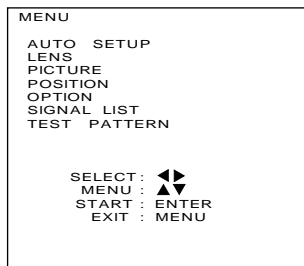 MENU
AUTO SETUP
LENS
PICTURE
POSITION
OPTION
SIGNAL LIST
TEST PATTERN
SELECT : ◀▶
MENU : ▲▼
START : ENTER
EXIT : MENU